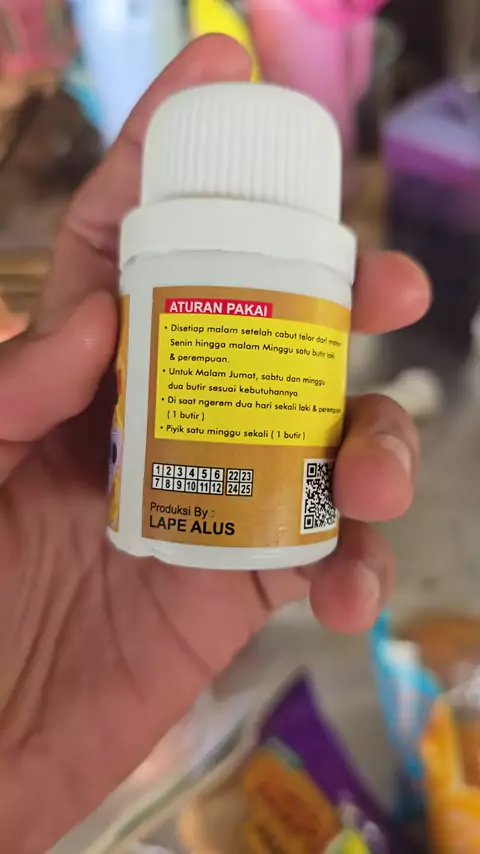 ATURAN PAKAI
• Disetiap malam setelah cabut telor dari
Senin hingga malam Minggu satu butir laki
& perempuan.
• Untuk Malam Jumat, sabtu dan minggu
dua butir sesuai kebutuhannya
• Di saat ngerem dua hari sekali laki & perempuan
( 1 butir )
• Piyik satu minggu sekali ( 1 butir )
1 2 3 4 5 6 22 23
7 8 9 10 11 12 24 25
Produksi By :
LAPE ALUS